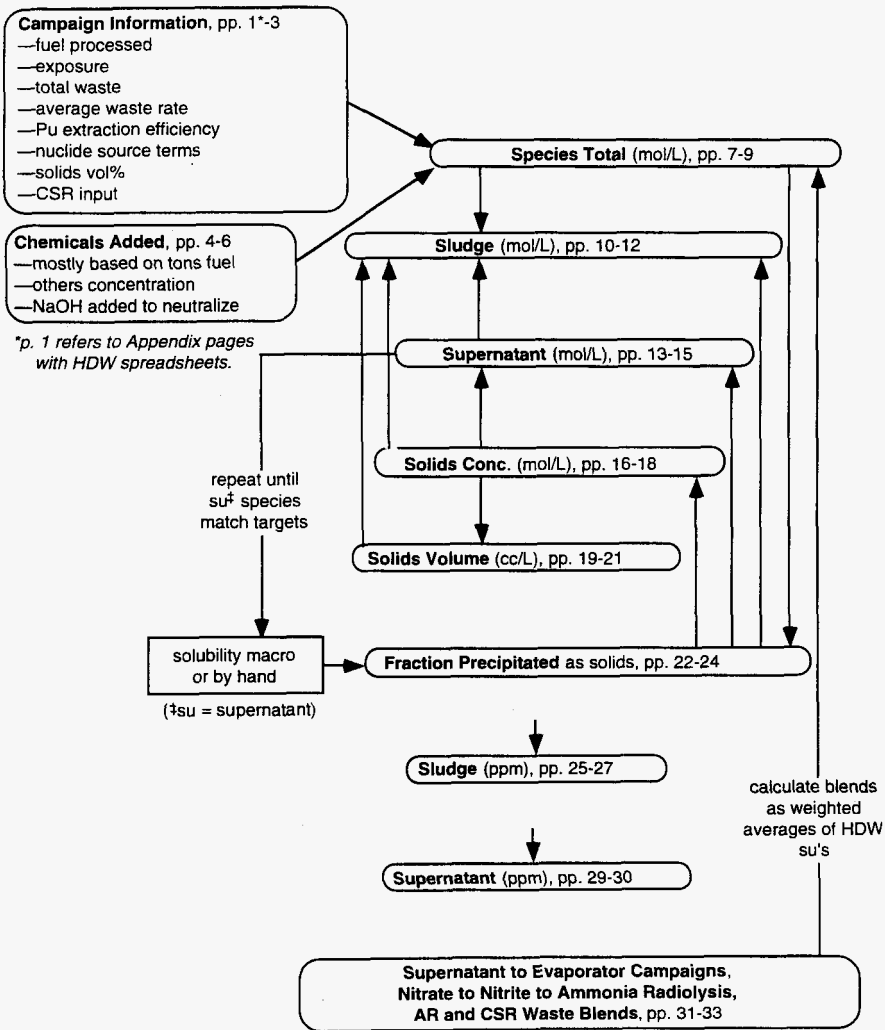 Campaign Information, pp. 1*-3
—fuel processed
—exposure
—total waste
—average waste rate
—Pu extraction efficiency
—nuclide source terms
—solids vol%
—CSR input
Species Total (mol/L), pp. 7-9
Chemicals Added, pp. 4-6
—mostly based on tons fuel
—others concentration
—NaOH added to neutralize
Sludge (mol/L), pp. 10-12
*p. 1 refers to Appendix pages
with HDW spreadsheets.
Supernatant (mol/L), pp. 13-15
Solids Conc. (mol/L), pp. 16-18
repeat until
su‡ species
match targets
Solids Volume (cc/L), pp. 19-21
solubility macro
or by hand
Fraction Precipitated as solids, pp. 22-24
(‡su = supernatant)
Sludge (ppm), pp. 25-27
calculate blends
as weighted
averages of HDW
su's
Supernatant (ppm), pp. 29-30
Supernatant to Evaporator Campaigns,
Nitrate to Nitrite to Ammonia Radiolysis,
AR and CSR Waste Blends, pp. 31-33